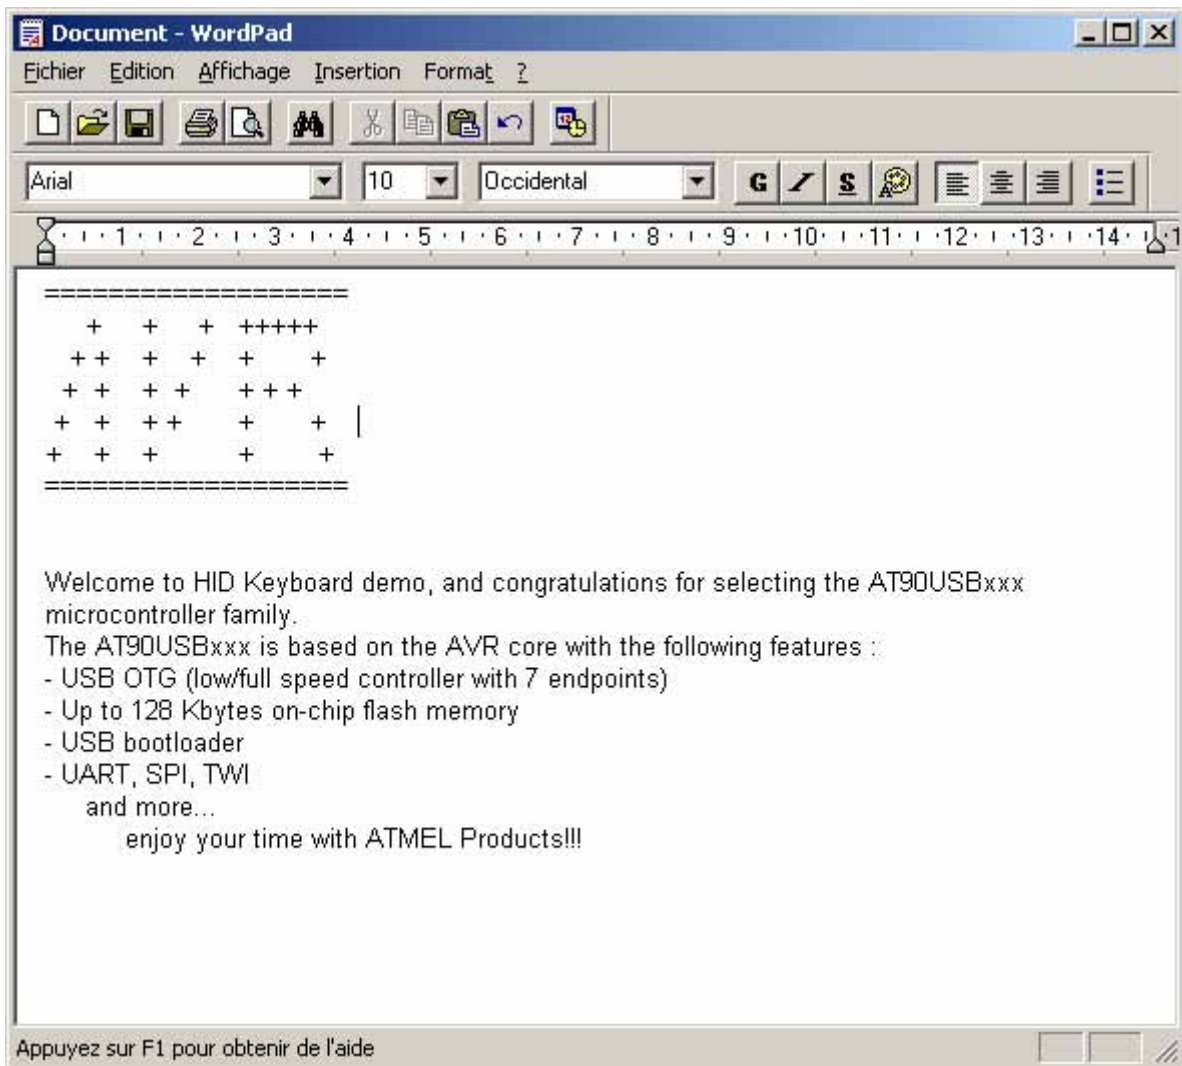 Document - WordPad
Fichier Edition Affichage Insertion Format ?
Arial 10 Occidental G I S
1 2 3 4 5 6 7 8 9 10 11 12 13 14 1
===================
+ + + +++++
+ + + + + +
+ + + + + + +
+ + + + + +
+ + + + +
===================
Welcome to HID Keyboard demo, and congratulations for selecting the AT90USBxxx
microcontroller family.
The AT90USBxxx is based on the AVR core with the following features :
- USB OTG (low/full speed controller with 7 endpoints)
- Up to 128 Kbytes on-chip flash memory
- USB bootloader
- UART, SPI, TWI
and more...
enjoy your time with ATMEL Products!!!
Appuyez sur F1 pour obtenir de l'aide